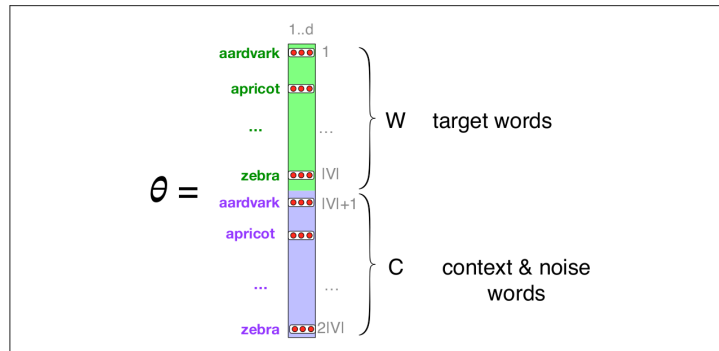 1..d
aardvark 1
apricot
... ...
W target words
zebra |V|
θ =
aardvark |V|+1
apricot
C context & noise
words
... ...
zebra 2|V|